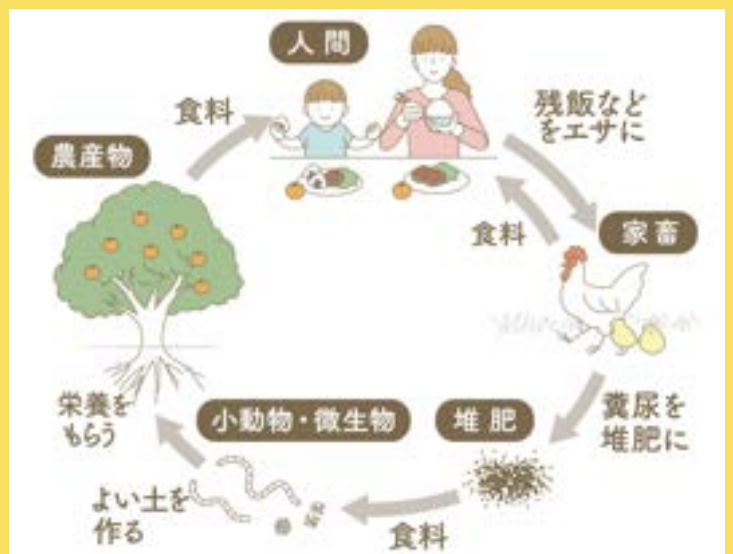 人間
食料
残飯など
をエサに
農産物
食料
家畜
栄養を
もらう
小動物・微生物
堆肥
糞尿を
堆肥に
よい土を
作る
食料